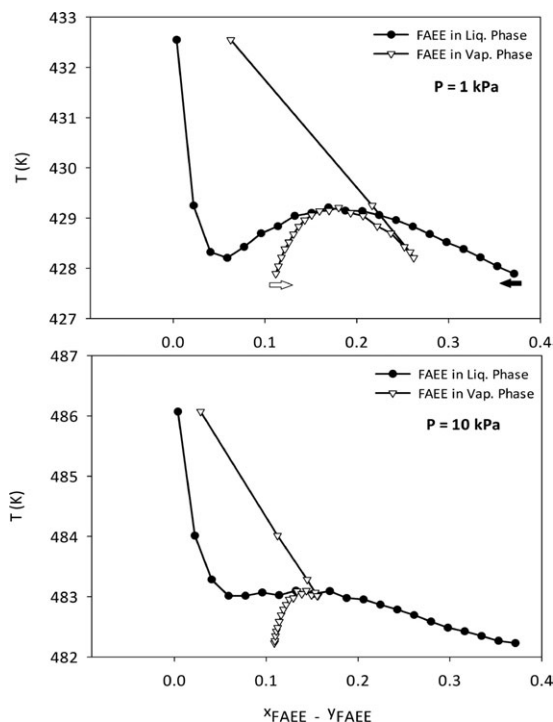 433
432
431
430
429
428
427
T (K)
FAEE in Liq. Phase
FAEE in Vap. Phase
P = 1 kPa
0.0 0.1 0.2 0.3 0.4
487
486
485
484
483
482
T (K)
FAEE in Liq. Phase
FAEE in Vap. Phase
P = 10 kPa
0.0 0.1 0.2 0.3 0.4
xFAEE - yFAEE